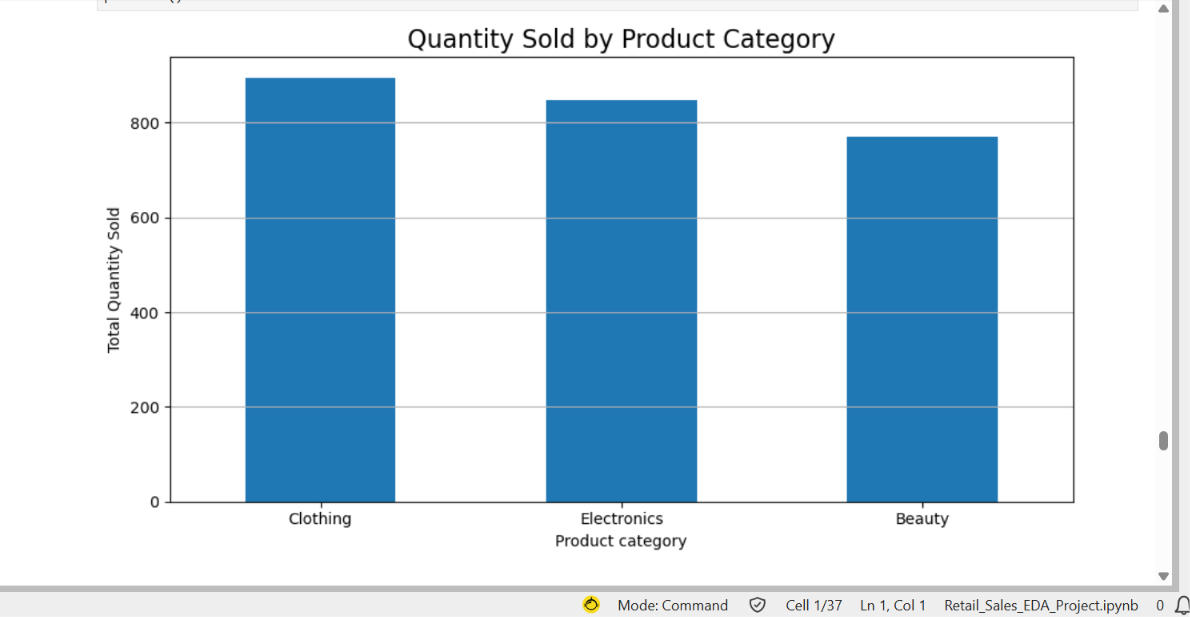 Quantity Sold by Product Category
Total Quantity Sold
800
600
400
200
0
Clothing Electronics Beauty
Product category
Mode: Command Cell 1/37 Ln 1, Col 1 Retail_Sales_EDA_Project.ipynb 0